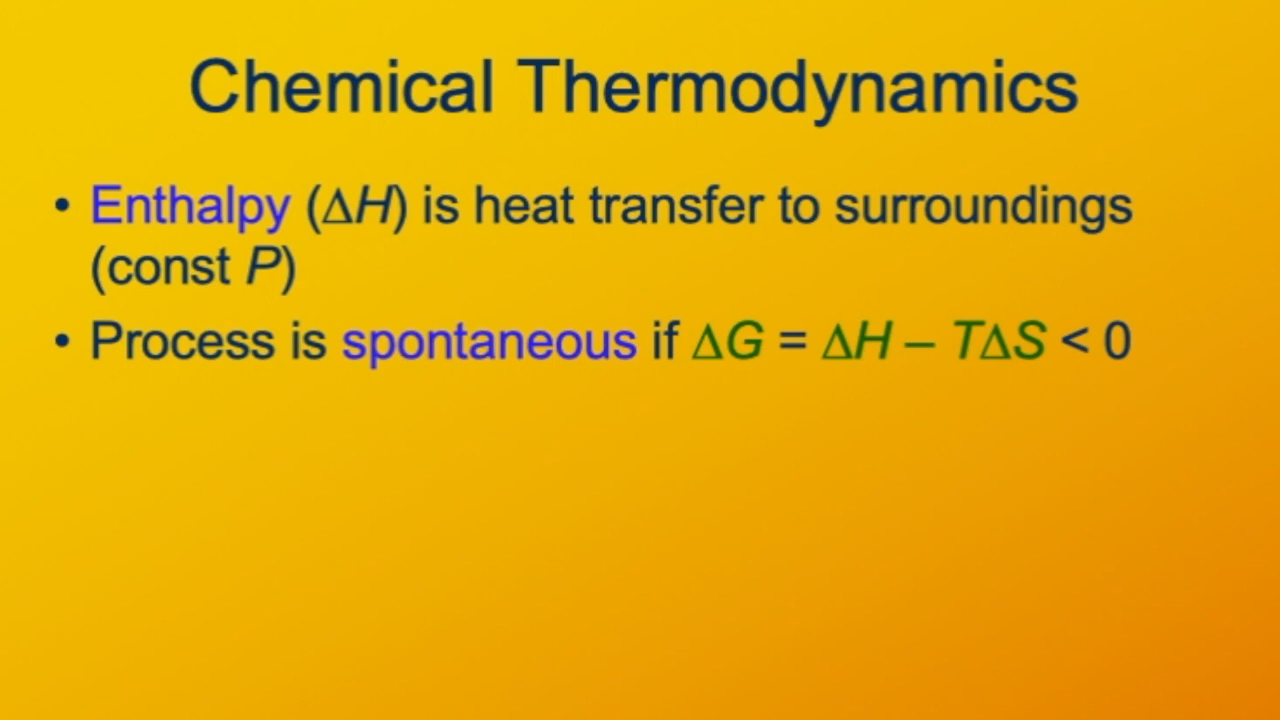 Chemical Thermodynamics
• Enthalpy (ΔH) is heat transfer to surroundings
(const P)
• Process is spontaneous if ΔG = ΔH – TΔS < 0